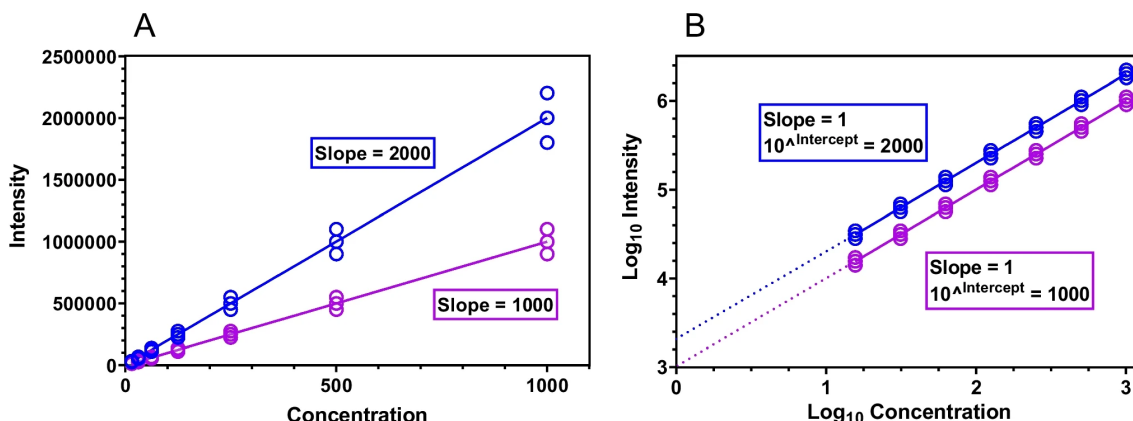 A
Intensity
2500000
2000000
1500000
1000000
500000
0
Slope = 2000
Slope = 1000
0
500
1000
Concentration
B
Log10 Intensity
6
5
4
3
Slope = 1
10^Intercept = 2000
Slope = 1
10^Intercept = 1000
0
1
2
3
Log10 Concentration